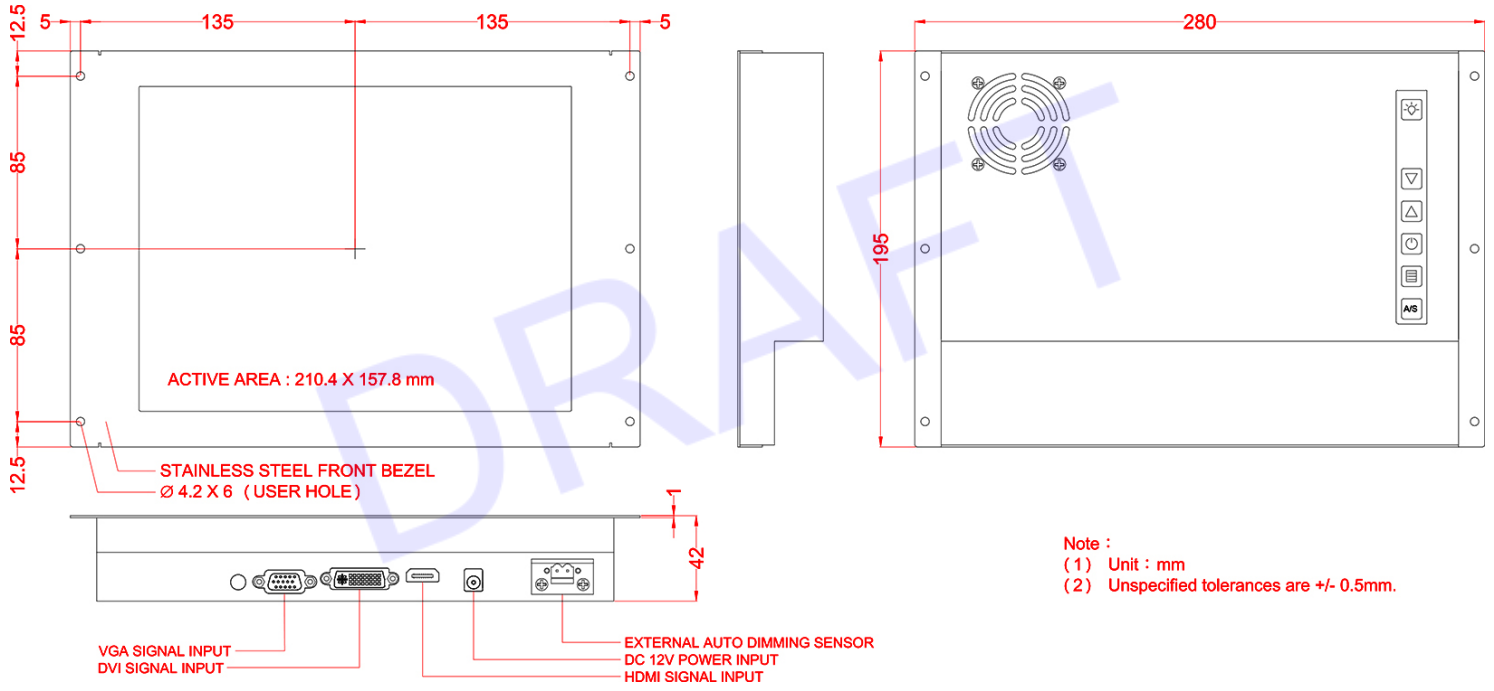 5
135
135
5
12.5
85
85
12.5
ACTIVE AREA : 210.4 X 157.8 mm
STAINLESS STEEL FRONT BEZEL
Ø 4.2 X 6 ( USER HOLE )
280
195
A/S
1
42
VGA SIGNAL INPUT
DVI SIGNAL INPUT
EXTERNAL AUTO DIMMING SENSOR
DC 12V POWER INPUT
HDMI SIGNAL INPUT
Note :
(1) Unit : mm
(2) Unspecified tolerances are +/- 0.5mm.
DRAFT